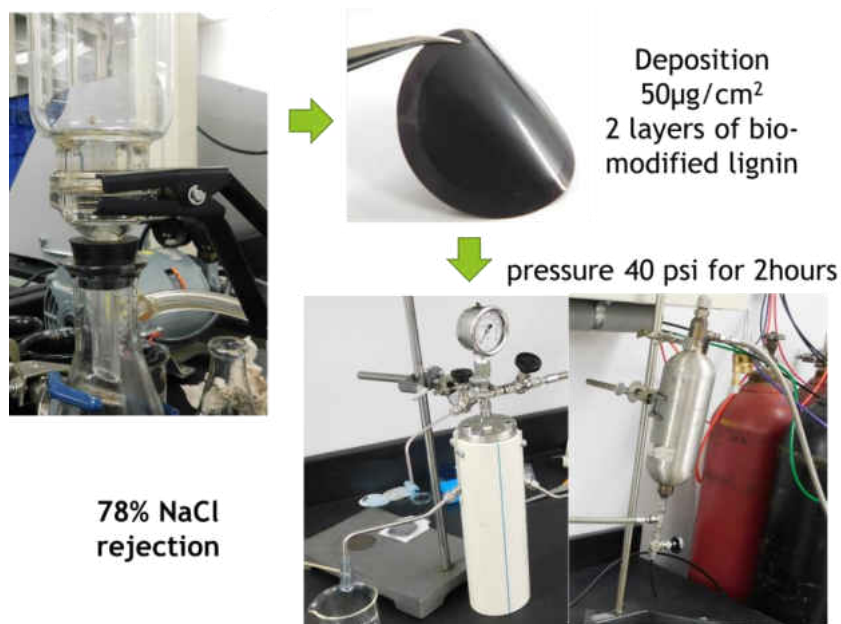 Deposition
50µg/cm²
2 layers of bio-
modified lignin
pressure 40 psi for 2hours
78% NaCl
rejection